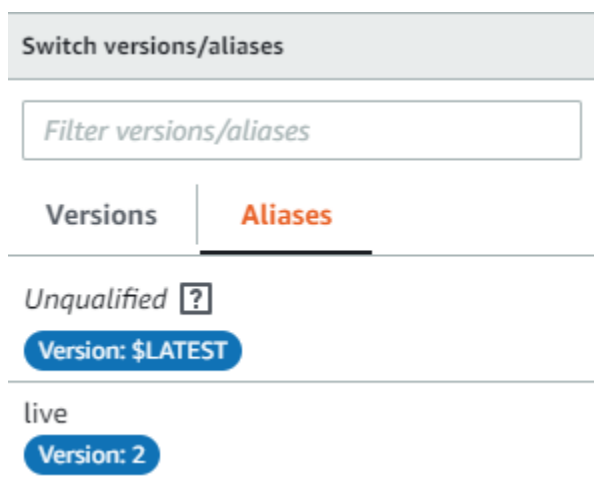 Switch versions/aliases
Filter versions/aliases
Versions Aliases
Unqualified [?]
Version: $LATEST
live
Version: 2